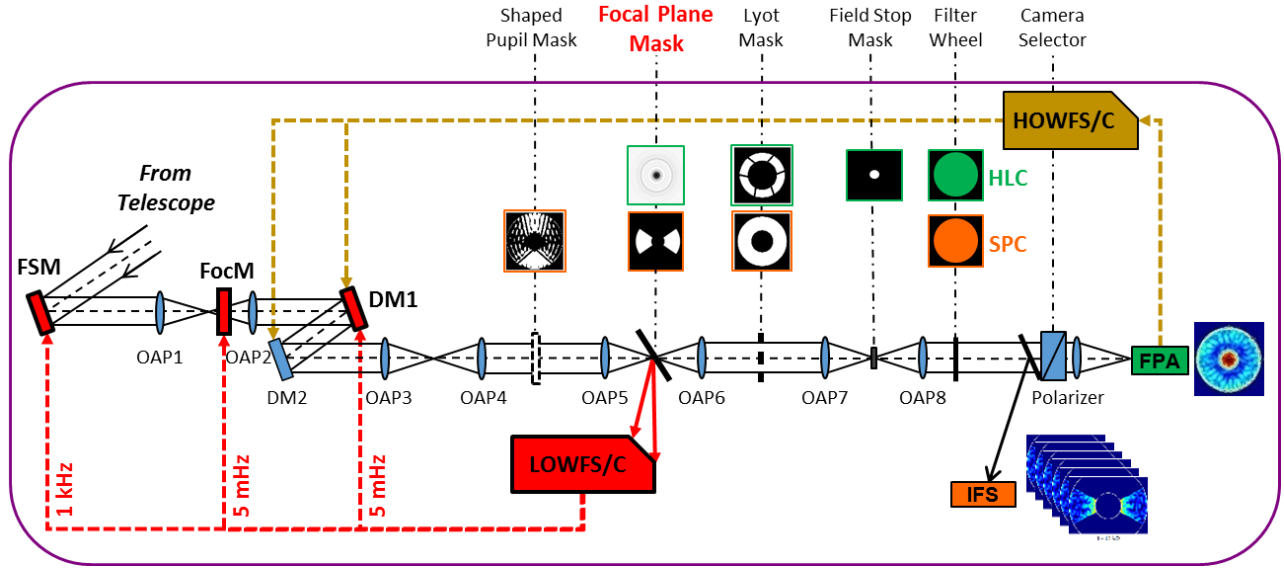 Shaped
Pupil Mask
Focal Plane
Mask
Lyot
Mask
Field Stop
Mask
Filter
Wheel
Camera
Selector
HOWFS/C
From
Telescope
HLC
SPC
FSM
FocM
DM1
OAP1
OAP2
DM2
OAP3
OAP4
OAP5
OAP6
OAP7
OAP8
Polarizer
FPA
LOWFS/C
IFS
1 kHz
5 mHz
5 mHz